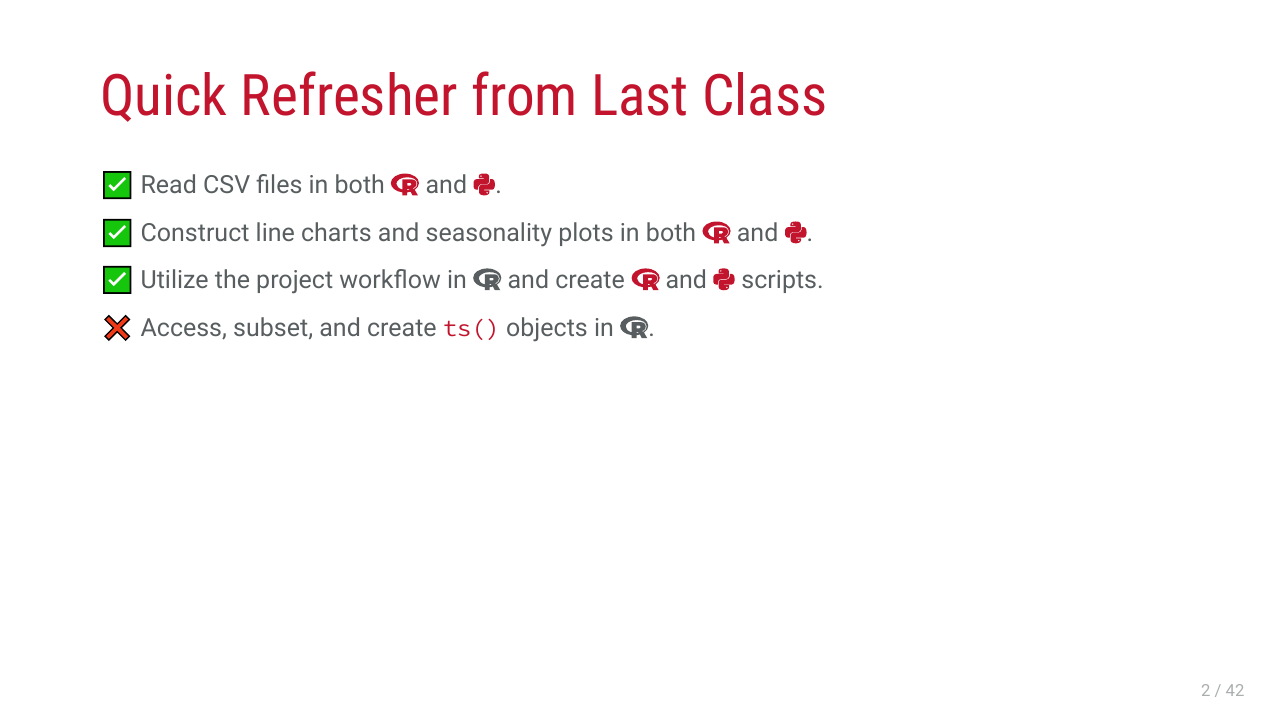 Quick Refresher from Last Class
✅ Read CSV files in both R and .
✅ Construct line charts and seasonality plots in both R and .
✅ Utilize the project workflow in R and create R and scripts.
❌ Access, subset, and create ts() objects in R.
2 / 42